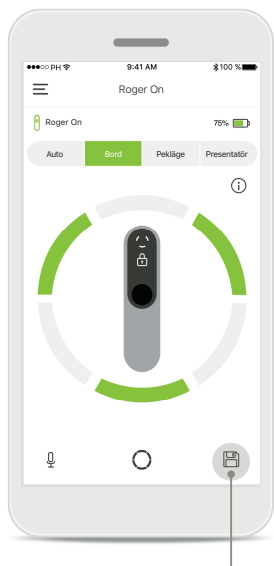 PH 9:41 AM 100 %
Roger On
Roger On 75%
Auto Bord Pekläge Presentatör